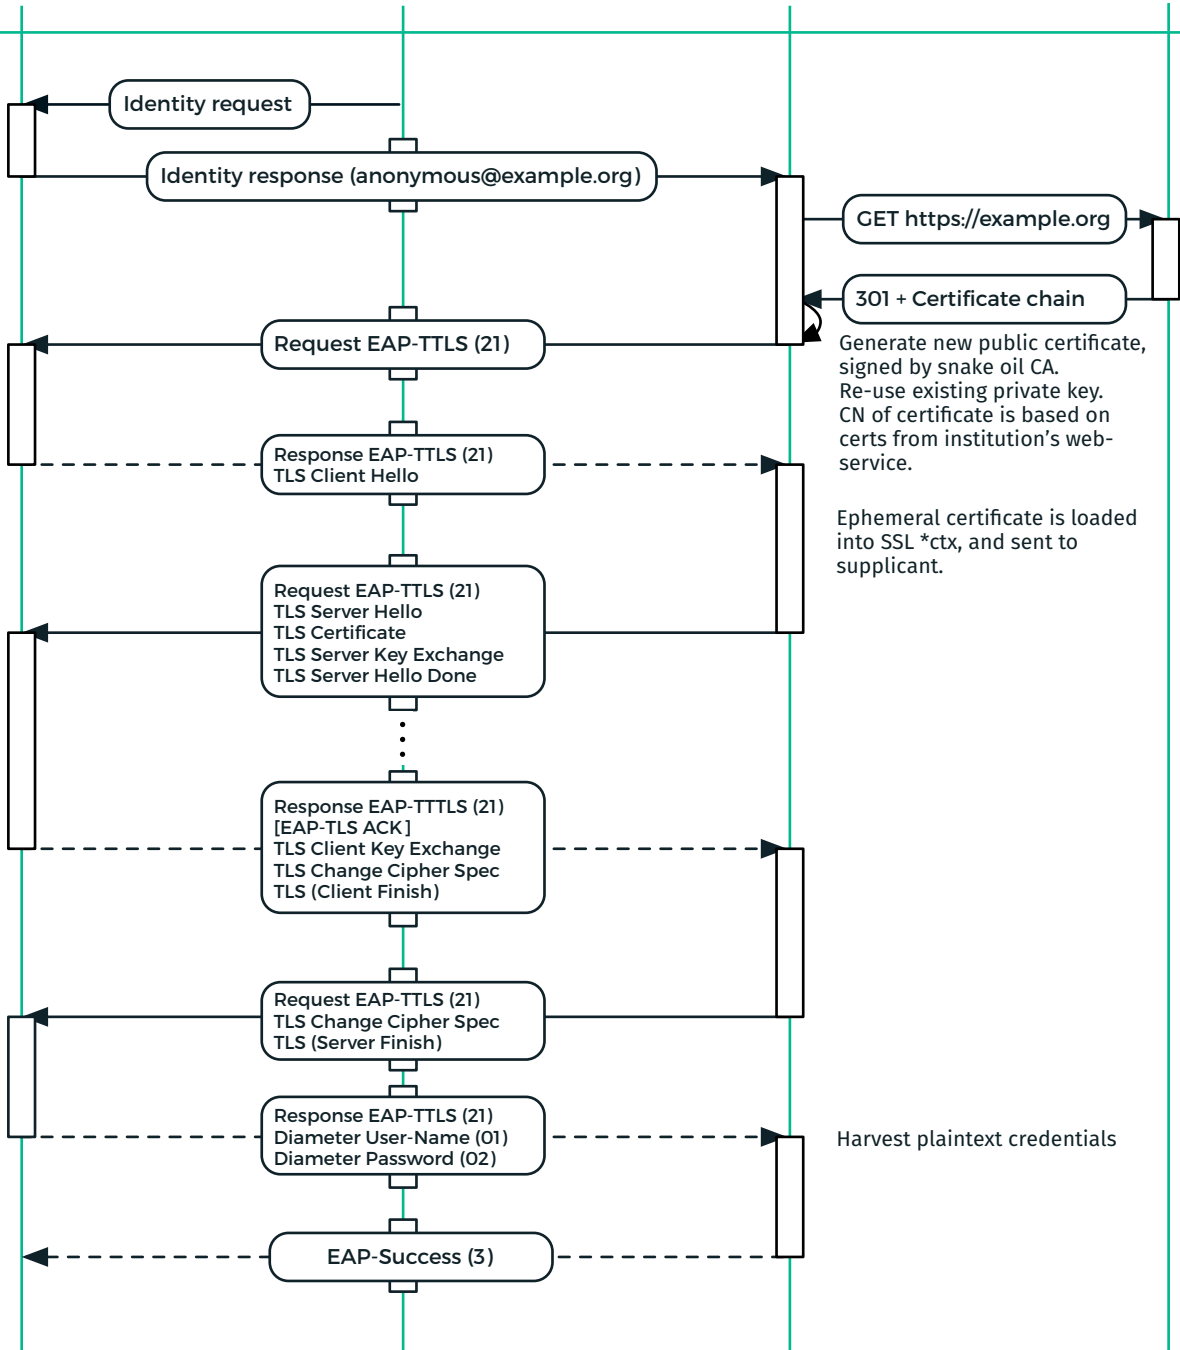 Identity request
Identity response (anonymous@example.org)
GET https://example.org
301 + Certificate chain
Request EAP-TTLS (21)
Generate new public certificate,
signed by snake oil CA.
Re-use existing private key.
CN of certificate is based on
certs from institution’s web-
service.
Response EAP-TTLS (21)
TLS Client Hello
Ephemeral certificate is loaded
into SSL *ctx, and sent to
supplicant.
Request EAP-TTLS (21)
TLS Server Hello
TLS Certificate
TLS Server Key Exchange
TLS Server Hello Done
Response EAP-TTTLS (21)
[EAP-TLS ACK]
TLS Client Key Exchange
TLS Change Cipher Spec
TLS (Client Finish)
Request EAP-TTLS (21)
TLS Change Cipher Spec
TLS (Server Finish)
Response EAP-TTLS (21)
Diameter User-Name (01)
Diameter Password (02)
Harvest plaintext credentials
EAP-Success (3)